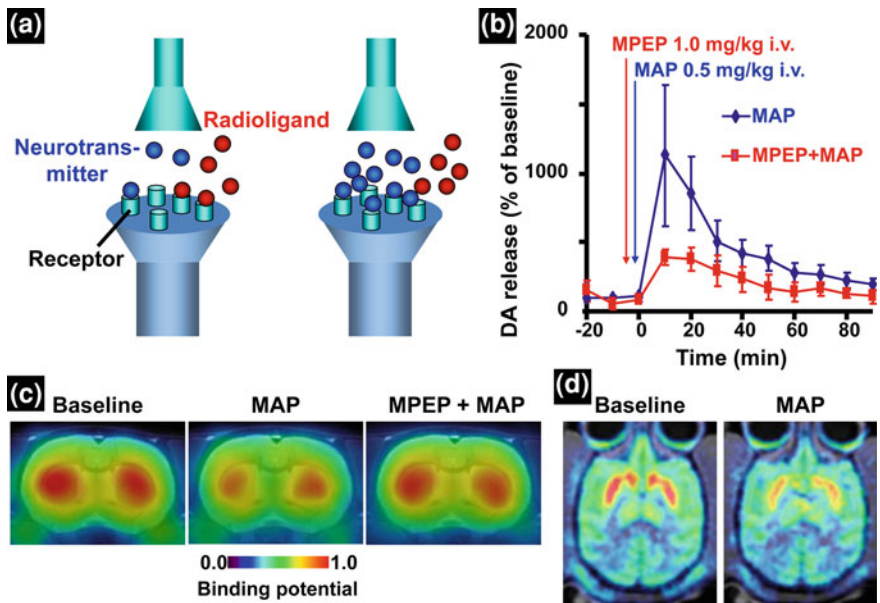 (a)
Radioligand
Neurotrans-
mitter
Receptor
(b)
2000
1000
0
DA release (% of baseline)
MPEP 1.0 mg/kg i.v.
MAP 0.5 mg/kg i.v.
MAP
MPEP+MAP
-20 0 20 40 60 80
Time (min)
(c)
Baseline MAP MPEP + MAP
0.0 1.0
Binding potential
(d)
Baseline MAP